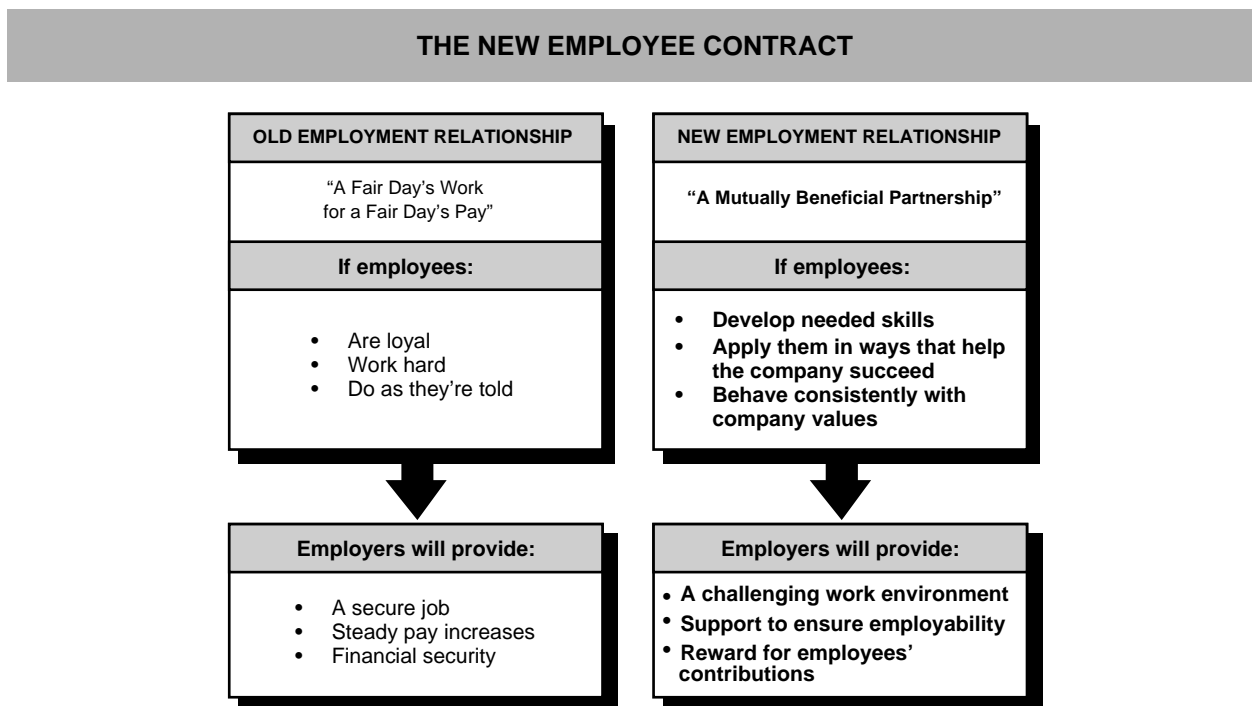 THE NEW EMPLOYEE CONTRACT
OLD EMPLOYMENT RELATIONSHIP
“A Fair Day’s Work
for a Fair Day’s Pay”
If employees:
• Are loyal
• Work hard
• Do as they’re told
Employers will provide:
• A secure job
• Steady pay increases
• Financial security
NEW EMPLOYMENT RELATIONSHIP
“A Mutually Beneficial Partnership”
If employees:
• Develop needed skills
• Apply them in ways that help
the company succeed
• Behave consistently with
company values
Employers will provide:
• A challenging work environment
• Support to ensure employability
• Reward for employees’
contributions